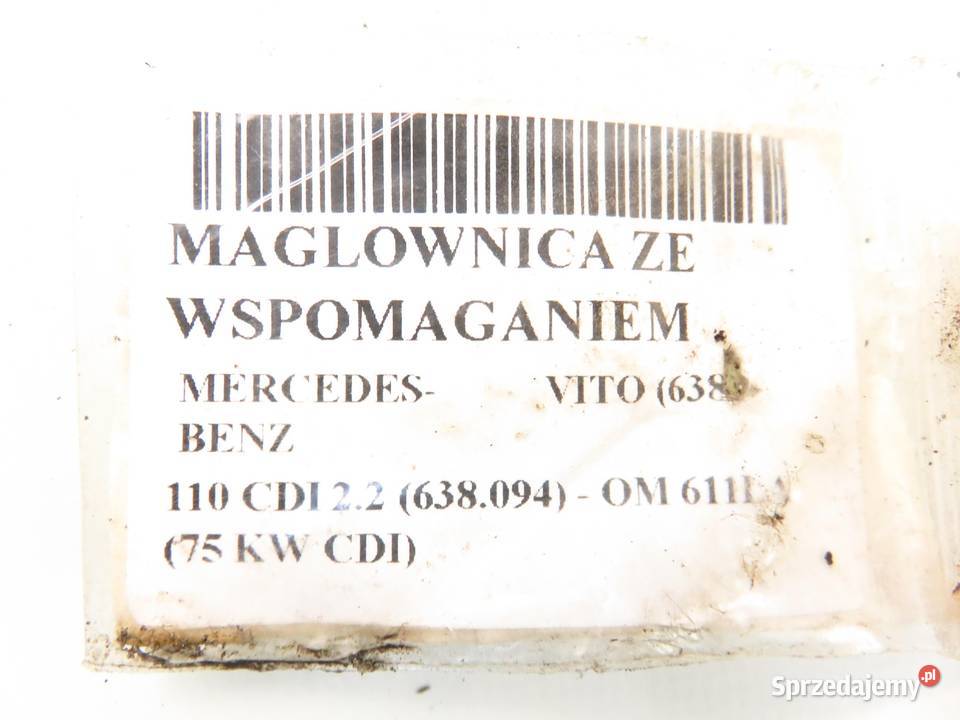 MAGLOWNICA ZE
WSPOMAGANIEM
MERCEDES- VITO (638
BENZ
110 CDI 2.2 (638.094) - OM 611LA
(75 KW CDI)
Sprzedajemy.pl